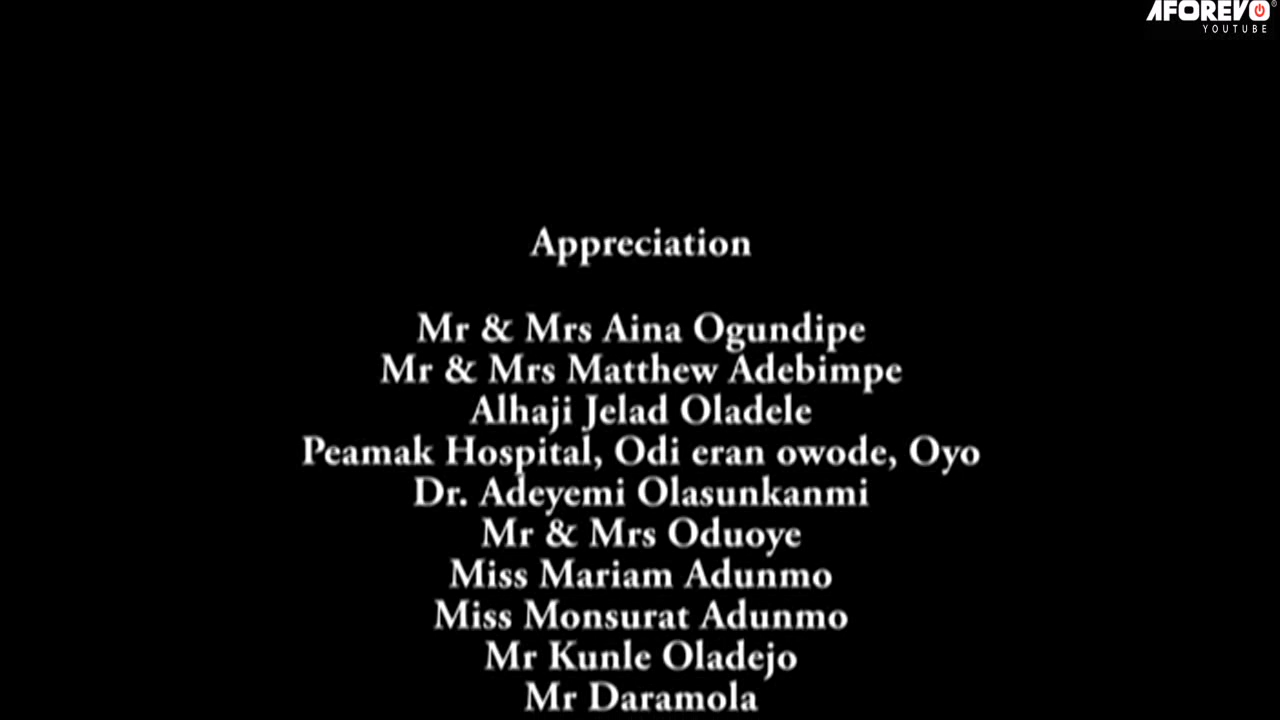 AFOREVO
YOUTUBE
Appreciation
Mr & Mrs Aina Ogundipe
Mr & Mrs Matthew Adebimpe
Alhaji Jelad Oladele
Peamak Hospital, Odi eran owode, Oyo
Dr. Adeyemi Olasunkanmi
Mr & Mrs Oduoye
Miss Mariam Adunmo
Miss Monsurat Adunmo
Mr Kunle Oladejo
Mr Daramola